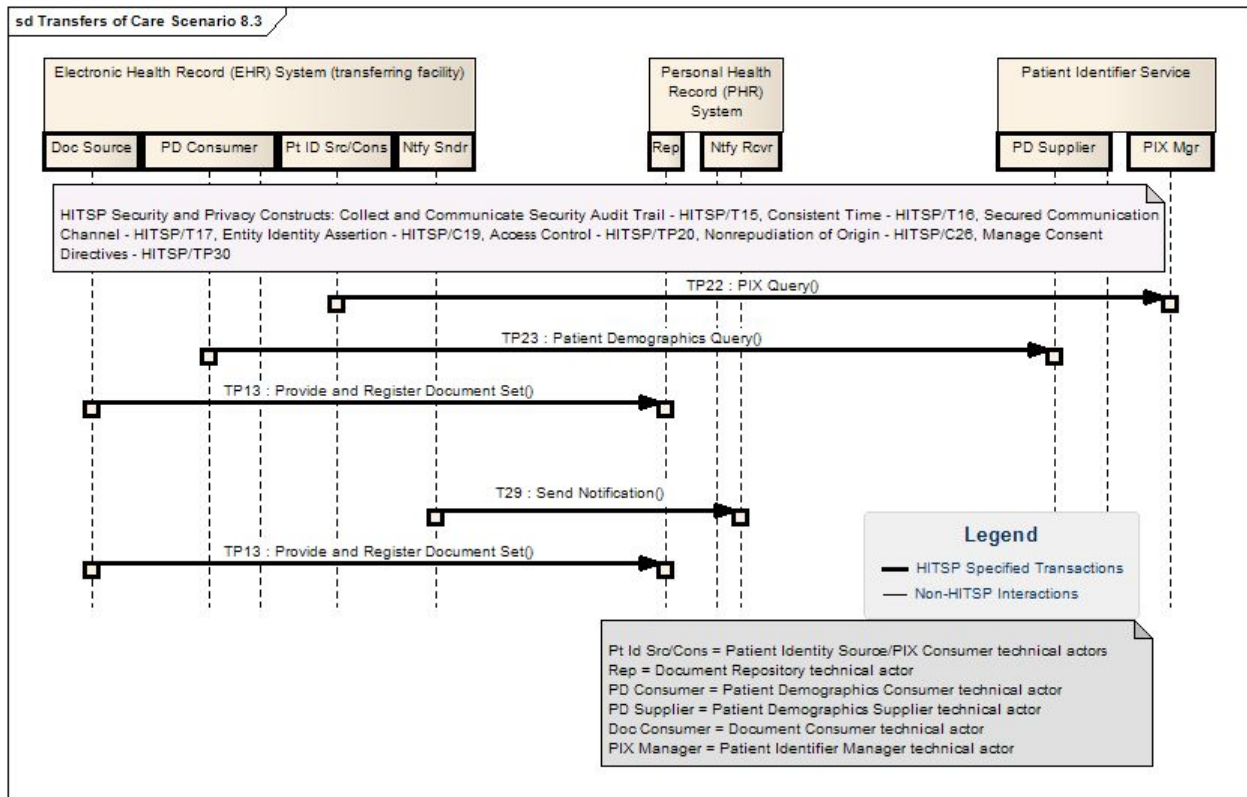 sd Transfers of Care Scenario 8.3
Electronic Health Record (EHR) System (transferring facility)
Personal Health
Record (PHR)
System
Patient Identifier Service
Doc Source
PD Consumer
Pt ID Src/Cons
Ntfy Sndr
Rep
Ntfy Rcvr
PD Supplier
PIX Mgr
HITSP Security and Privacy Constructs: Collect and Communicate Security Audit Trail - HITSP/T15, Consistent Time - HITSP/T16, Secured Communication
Channel - HITSP/T17, Entity Identity Assertion - HITSP/C19, Access Control - HITSP/TP20, Nonrepudiation of Origin - HITSP/C26, Manage Consent
Directives - HITSP/TP30
TP22 : PIX Query()
TP23 : Patient Demographics Query()
TP13 : Provide and Register Document Set()
T29 : Send Notification()
TP13 : Provide and Register Document Set()
Legend
HITSP Specified Transactions
Non-HITSP Interactions
Pt Id Src/Cons = Patient Identity Source/PIX Consumer technical actors
Rep = Document Repository technical actor
PD Consumer = Patient Demographics Consumer technical actor
PD Supplier = Patient Demographics Supplier technical actor
Doc Consumer = Document Consumer technical actor
PIX Manager = Patient Identifier Manager technical actor